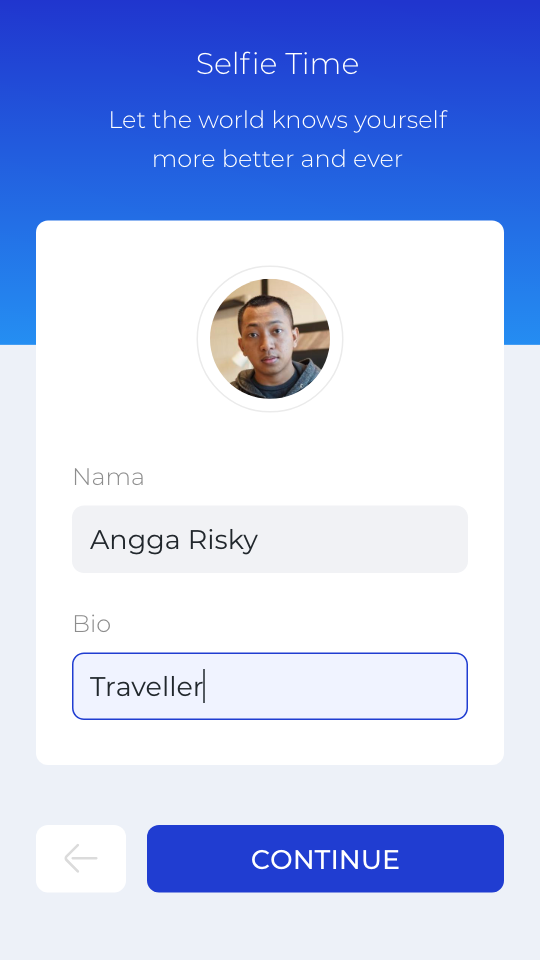 Selfie Time
Let the world knows yourself
more better and ever
Nama
Angga Risky
Bio
Traveller
CONTINUE